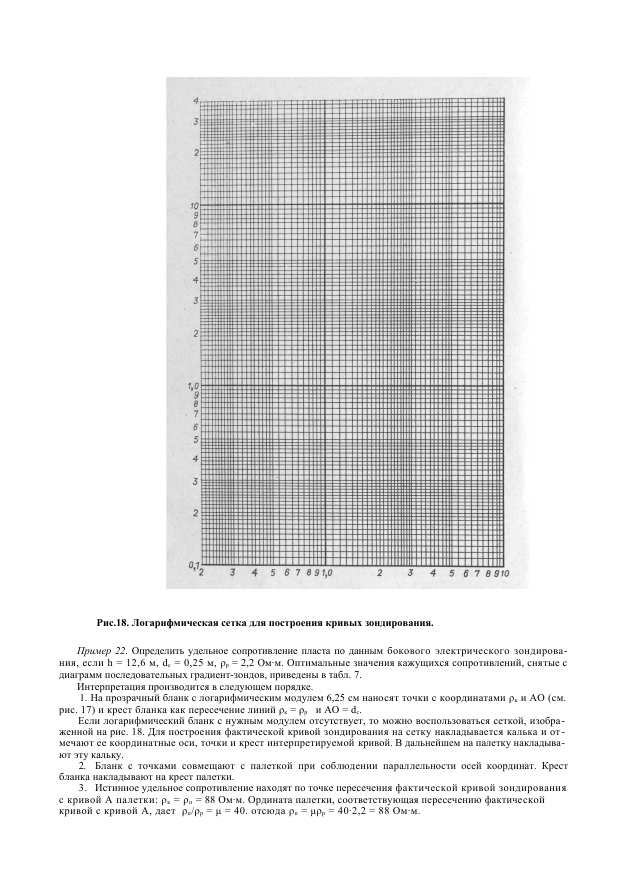 4
3
2
10
9
8
7
6
5
4
3
2
1,0
9
8
7
6
5
4
3
2
0,1
2 3 4 5 6 7 8 9 1,0 2 3 4 5 6 7 8 9 10
Рис.18. Логарифмическая сетка для построения кривых зондирования.
Пример 22. Определить удельное сопротивление пласта по данным бокового электрического зондирова-
ния, если h = 12,6 м, dс = 0,25 м, ρр = 2,2 Ом·м. Оптимальные значения кажущихся сопротивлений, снятые с
диаграмм последовательных градиент-зондов, приведены в табл. 7.
Интерпретация производится в следующем порядке.
1. На прозрачный бланк с логарифмическим модулем 6,25 см наносят точки с координатами ρк и АО (см.
рис. 17) и крест бланка как пересечение линий ρк = ρр и АО = dс.
Если логарифмический бланк с нужным модулем отсутствует, то можно воспользоваться сеткой, изобра-
женной на рис. 18. Для построения фактической кривой зондирования на сетку накладывается калька и от-
мечают ее координатные оси, точки и крест интерпретируемой кривой. В дальнейшем на палетку накладыва-
ют эту кальку.
2. Бланк с точками совмещают с палеткой при соблюдении параллельности осей координат. Крест
бланка накладывают на крест палетки.
3. Истинное удельное сопротивление находят по точке пересечения фактической кривой зондирования
с кривой А палетки; ρк = ρп = 88 Ом·м. Ордината палетки, соответствующая пересечению фактической
кривой с кривой А, дает ρп/ρр = μ = 40. отсюда ρп = μρр = 40·2,2 = 88 Ом·м.